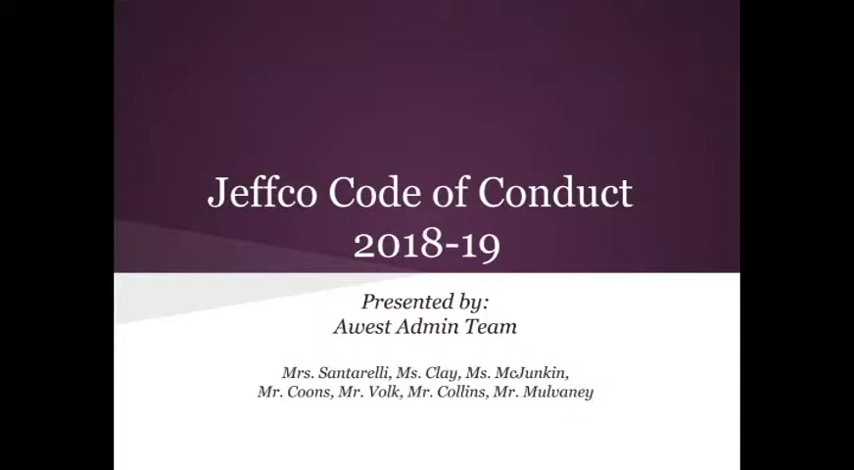 Jeffco Code of Conduct
2018-19
Presented by:
Awest Admin Team
Mrs. Santarelli, Ms. Clay, Ms. McJunkin,
Mr. Coons, Mr. Volk, Mr. Collins, Mr. Mulvaney